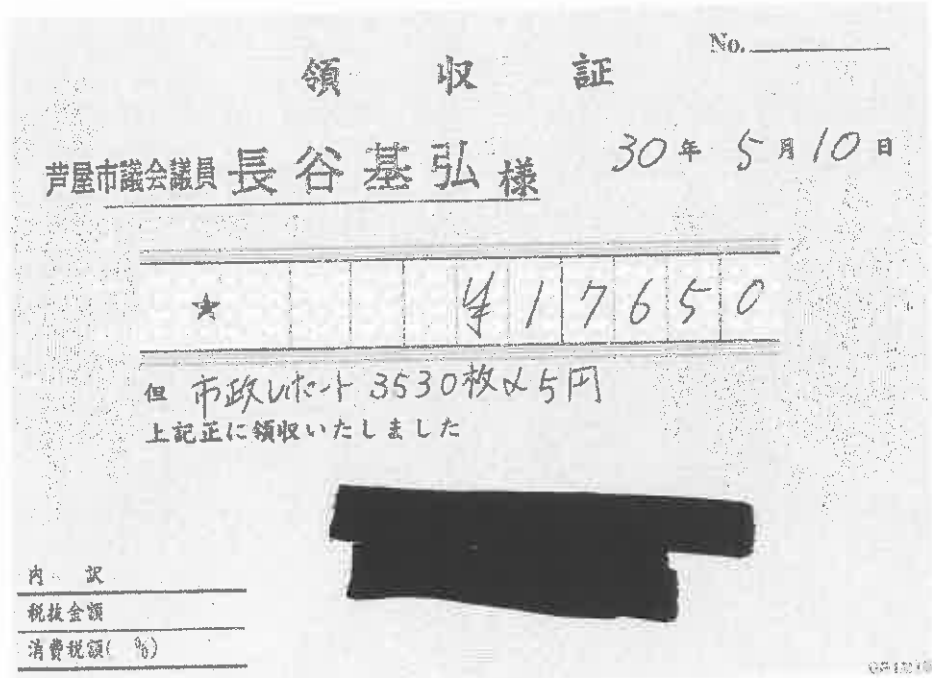 No.
領収証
芦屋市議会議員 長谷基弘様
30年5月10日
★ ¥17650
但 市政レポート 3530枚×5円
上記正に領収いたしました
内訳
税抜金額
消費税額( %)